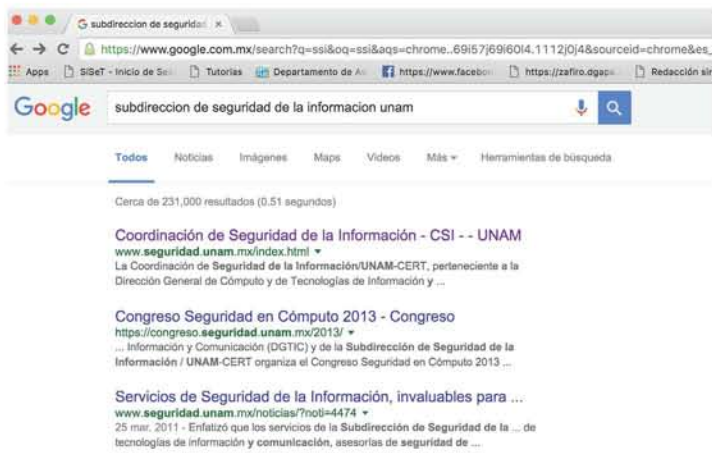 G subdireccion de seguridad ×
https://www.google.com.mx/search?q=ssi&oq=ssi&aqs=chrome..69i57j69i60l4.1112j0j4&sourceid=chrome&es_
Apps SiSeT - Inicio de Tutorias Departamento de https://www.facebo https://zafiro.dgapa Redacción sin
Google subdireccion de seguridad de la informacion unam
Todos Noticias Imágenes Maps Videos Más ▾ Herramientas de búsqueda
Cerca de 231,000 resultados (0.51 segundos)
Coordinación de Seguridad de la Información - CSI - - UNAM
www.seguridad.unam.mx/index.html ▾
La Coordinación de Seguridad de la Información/UNAM-CERT, perteneciente a la
Dirección General de Cómputo y de Tecnologías de Información y ...
Congreso Seguridad en Cómputo 2013 - Congreso
https://congreso.seguridad.unam.mx/2013/ ▾
... Información y Comunicación (DGTIC) y de la Subdirección de Seguridad de la
Información / UNAM-CERT organiza el Congreso Seguridad en Cómputo 2013 ...
Servicios de Seguridad de la Información, invaluables para ...
www.seguridad.unam.mx/noticias/?noti=4474 ▾
25 mar. 2011 - Enfatizó que los servicios de la Subdirección de Seguridad de la ... de
tecnologías de información y comunicación, asesorías de seguridad de ...